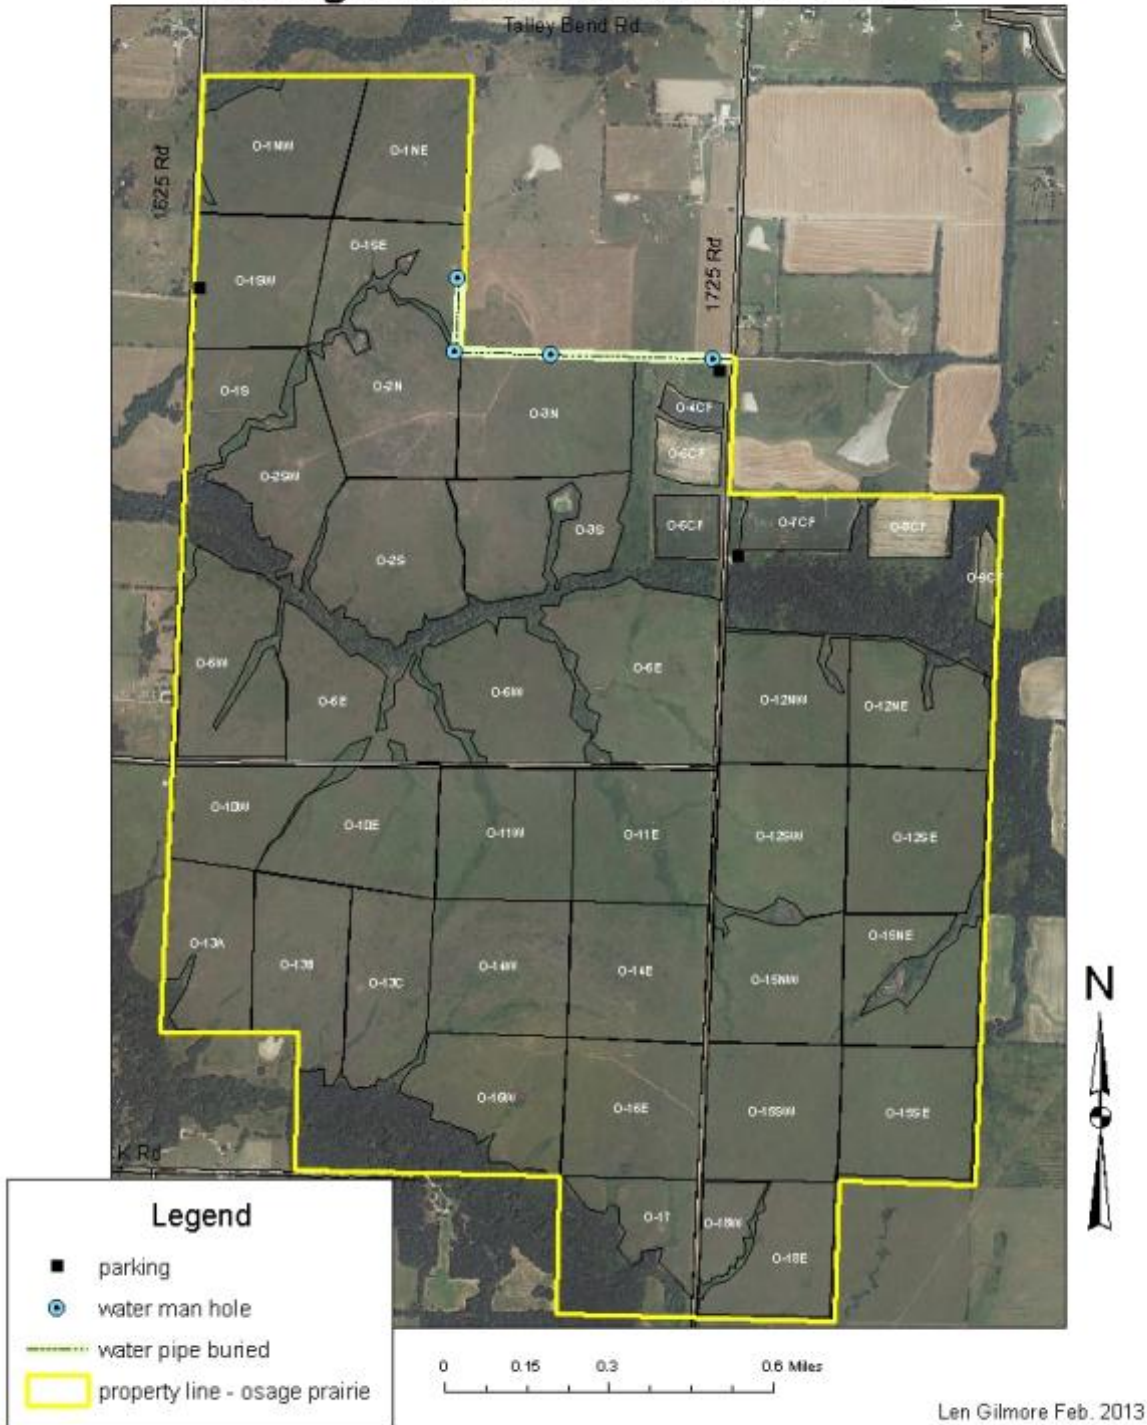 Talley Bend Rd
1625 Rd
1725 Rd
O-1NW
O-1NE
O-1SW
O-1SE
O-1S
O-2N
O-3N
O-4CF
O-2SW
O-2S
O-3S
O-6CF
O-7CF
O-8CF
O-9CF
O-6W
O-6E
O-6W
O-6E
O-12NW
O-12NE
O-10W
O-10E
O-11W
O-11E
O-12SW
O-12SE
O-13A
O-13B
O-13C
O-14W
O-14E
O-15NW
O-15NE
O-16W
O-16E
O-15SW
O-15SE
K Rd
O-17
O-18W
O-18E
N
Legend
parking
water man hole
water pipe buried
property line - osage prairie
0 0.15 0.3 0.6 Miles
Len Gilmore Feb. 2013